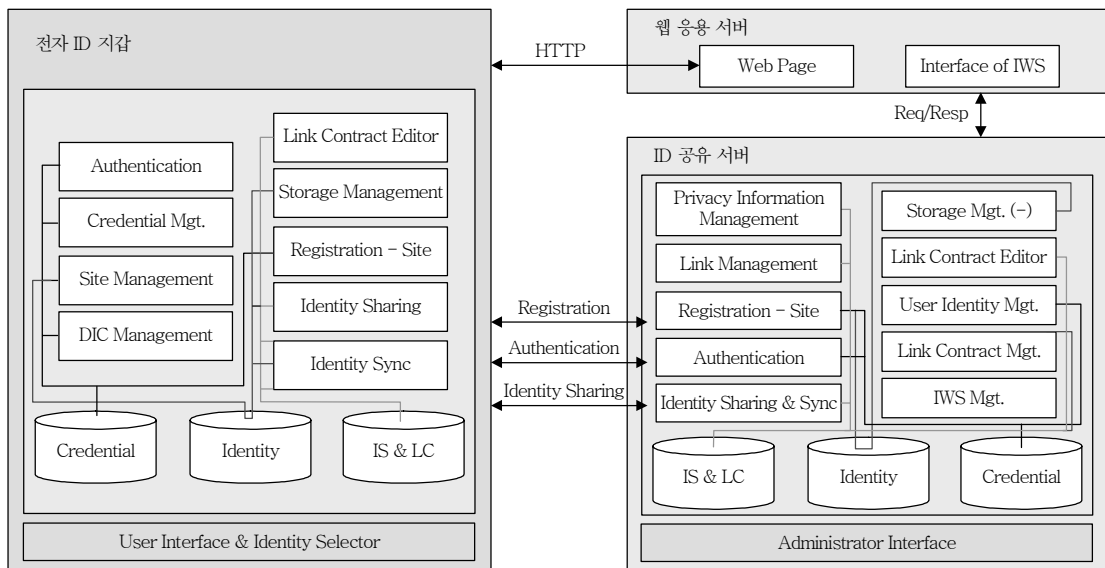 전자 ID 지갑
Authentication
Credential Mgt.
Site Management
DIC Management
Link Contract Editor
Storage Management
Registration - Site
Identity Sharing
Identity Sync
Credential
Identity
IS & LC
User Interface & Identity Selector
HTTP
Registration
Authentication
Identity Sharing
웹 응용 서버
Web Page
Interface of IWS
Req/Resp
ID 공유 서버
Privacy Information
Management
Link Management
Registration - Site
Authentication
Identity Sharing & Sync
Storage Mgt. (-)
Link Contract Editor
User Identity Mgt.
Link Contract Mgt.
IWS Mgt.
IS & LC
Identity
Credential
Administrator Interface